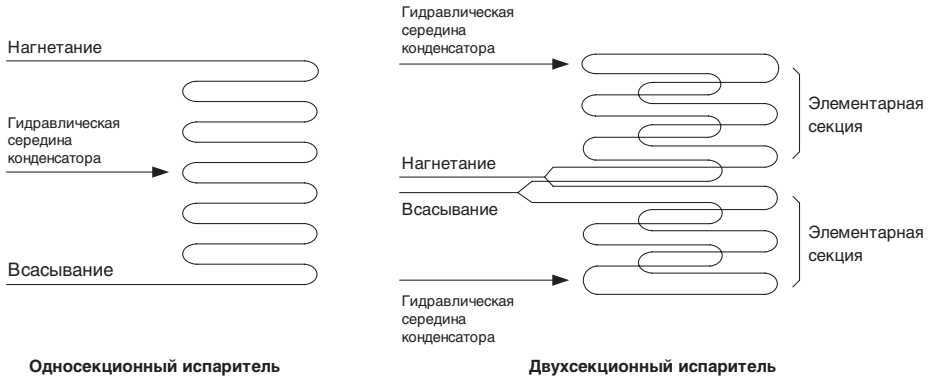 Нагнетание
Гидравлическая
середина
конденсатора
Всасывание
Односекционный испаритель
Гидравлическая
середина
конденсатора
Элементарная
секция
Нагнетание
Всасывание
Элементарная
секция
Гидравлическая
середина
конденсатора
Двухсекционный испаритель